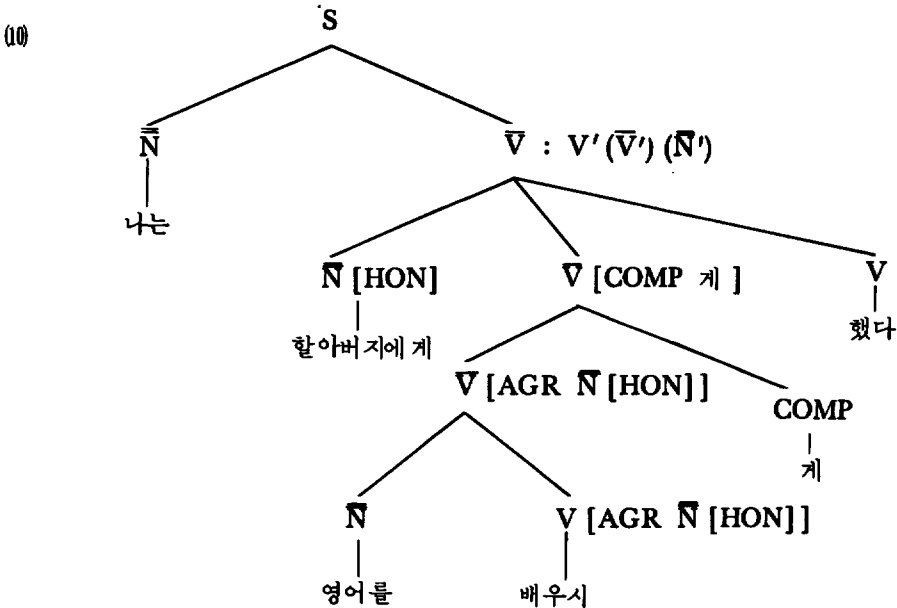 (10)
S
N̿
V̅ : V′ (V̅′) (N̿′)
나는
N̿ [HON]
V̅ [COMP 게 ]
V
할아버지에게
했다
V̅ [AGR N̿ [HON] ]
COMP
게
N̿
V [AGR N̿ [HON] ]
영어를
배우시